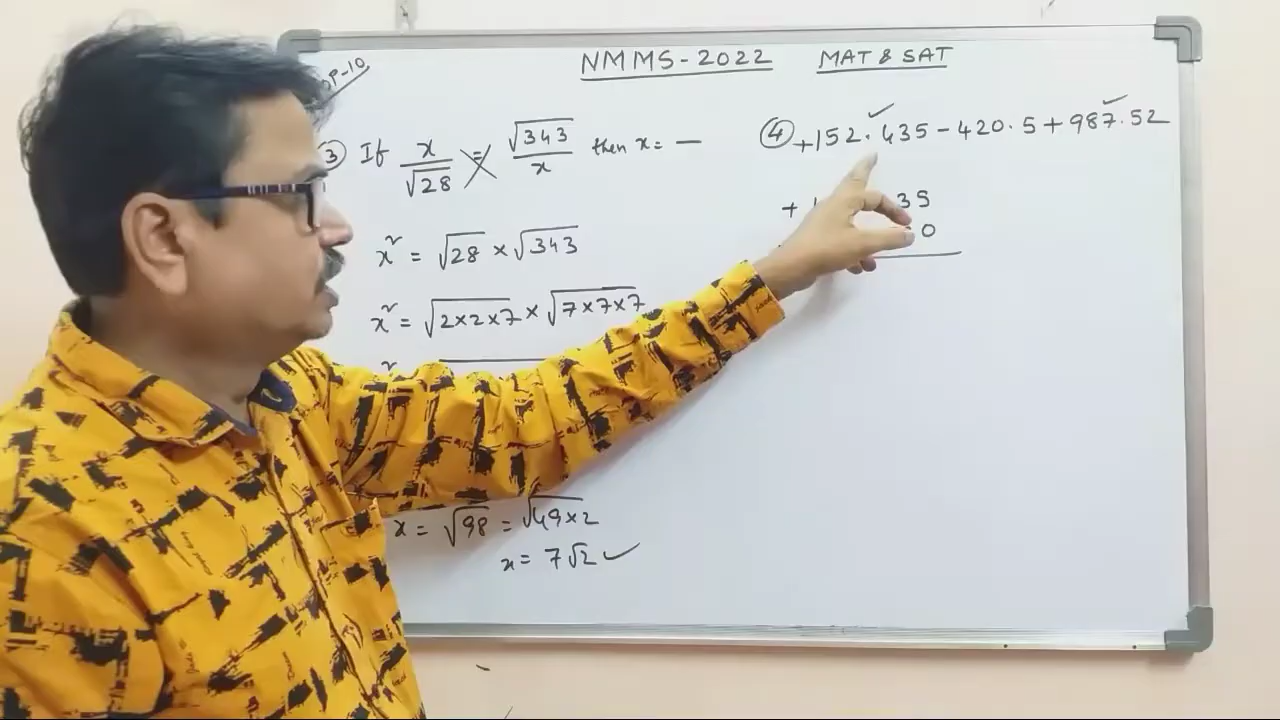 NMMS-2022 MAT & SAT
P-10
③ If x/√28 = √343/x then x = —
x² = √28 × √343
x² = √2×2×7 × √7×7×7
x = √98 = √49×2
x = 7√2 ✓
④ +152.435 - 420.5 + 987.52
+ 1 35
0